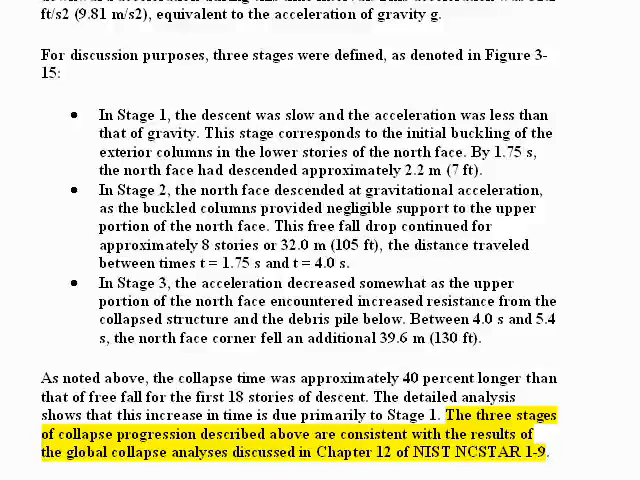 ft/s2 (9.81 m/s2), equivalent to the acceleration of gravity g.
For discussion purposes, three stages were defined, as denoted in Figure 3-
15:
• In Stage 1, the descent was slow and the acceleration was less than
that of gravity. This stage corresponds to the initial buckling of the
exterior columns in the lower stories of the north face. By 1.75 s,
the north face had descended approximately 2.2 m (7 ft).
• In Stage 2, the north face descended at gravitational acceleration,
as the buckled columns provided negligible support to the upper
portion of the north face. This free fall drop continued for
approximately 8 stories or 32.0 m (105 ft), the distance traveled
between times t = 1.75 s and t = 4.0 s.
• In Stage 3, the acceleration decreased somewhat as the upper
portion of the north face encountered increased resistance from the
collapsed structure and the debris pile below. Between 4.0 s and 5.4
s, the north face corner fell an additional 39.6 m (130 ft).
As noted above, the collapse time was approximately 40 percent longer than
that of free fall for the first 18 stories of descent. The detailed analysis
shows that this increase in time is due primarily to Stage 1. The three stages
of collapse progression described above are consistent with the results of
the global collapse analyses discussed in Chapter 12 of NIST NCSTAR 1-9.